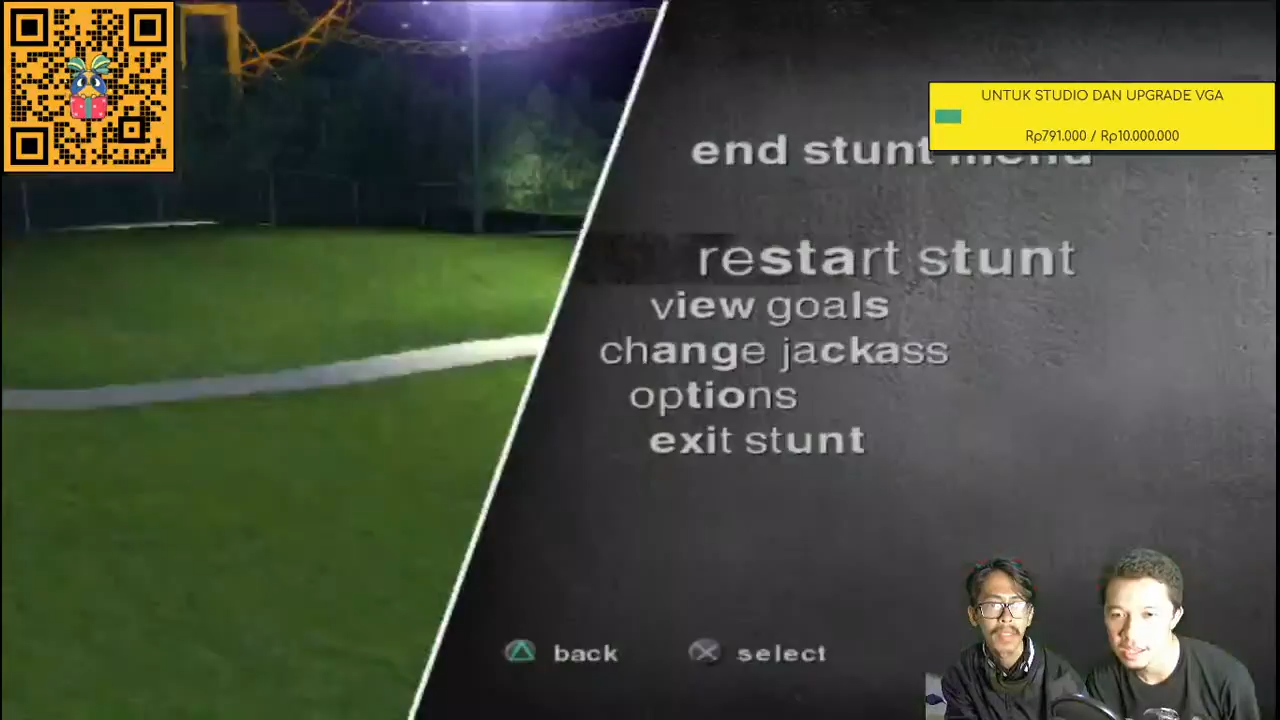 UNTUK STUDIO DAN UPGRADE VGA
Rp791.000 / Rp10.000.000
end stunt menu
restart stunt
view goals
change jackass
options
exit stunt
back select